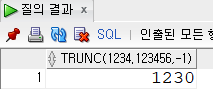 질의 결과 x
SQL | 인출된 모든 행
TRUNC(1234,123456,-1)
1 1230